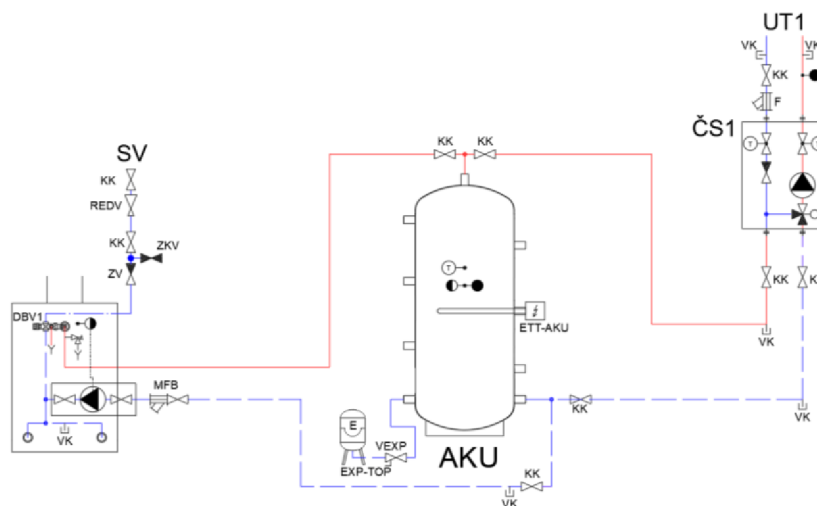 UT1
VK
VK
KK
F
ČS1
T
T
SV
KK
KK
KK
REDV
KK
ZKV
ZV
T
DBV1
ETT-AKU
KK
KK
VK
MFB
VK
E
VEXP
EXP-TOP
AKU
KK
VK
KK
VK